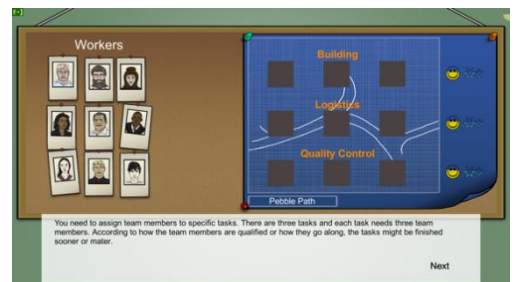 Workers
Building
Logistics
Quality Control
Pebble Path
You need to assign team members to specific tasks. There are three tasks and each task needs three team
members. According to how the team members are qualified or how they go along, the tasks might be finished
sooner or mater.
Next